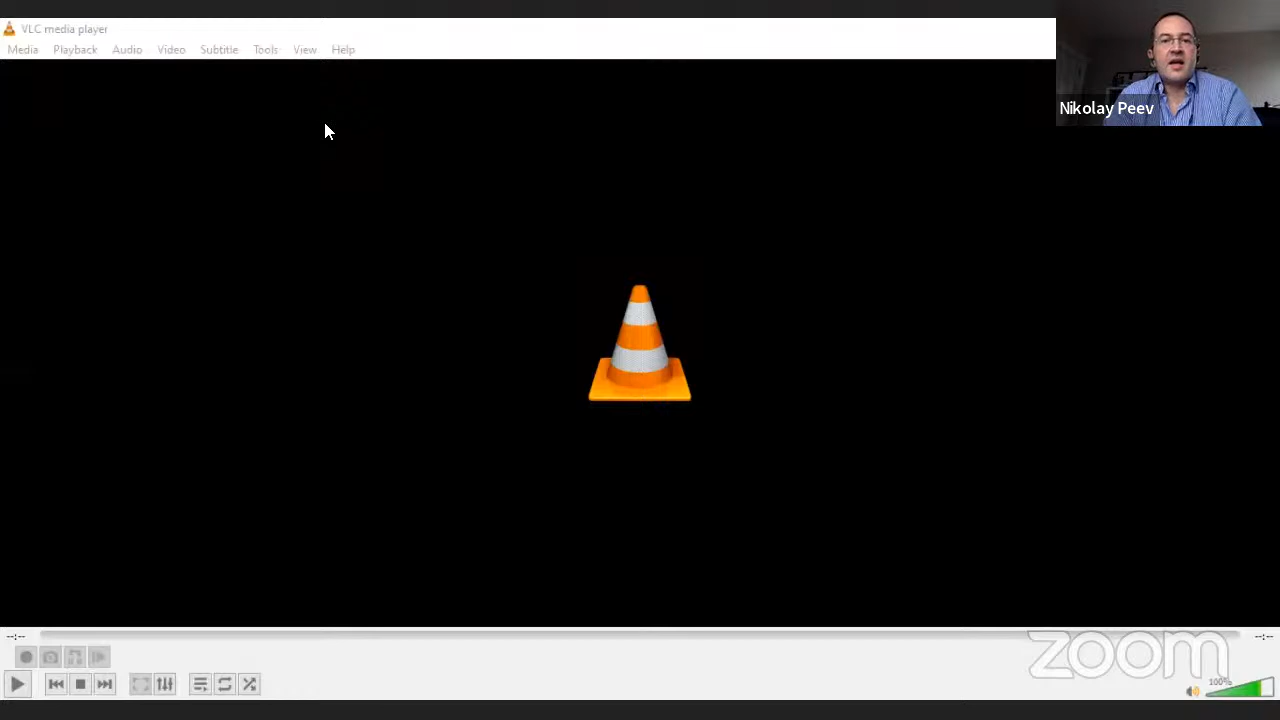 VLC media player
Media Playback Audio Video Subtitle Tools View Help
Nikolay Peev
--:-- --:--
zoom
100%